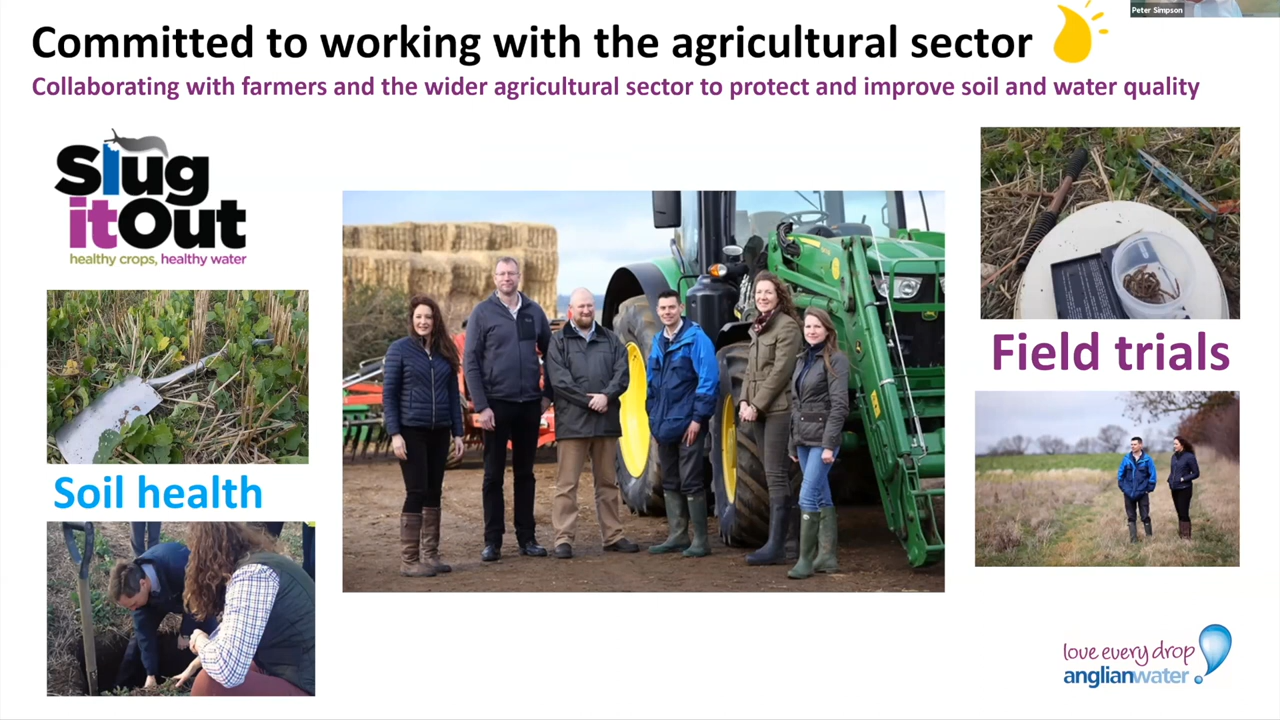 Peter Simpson
Committed to working with the agricultural sector
Collaborating with farmers and the wider agricultural sector to protect and improve soil and water quality
Slug
itOut
healthy crops, healthy water
Soil health
Field trials
love every drop
anglianwater